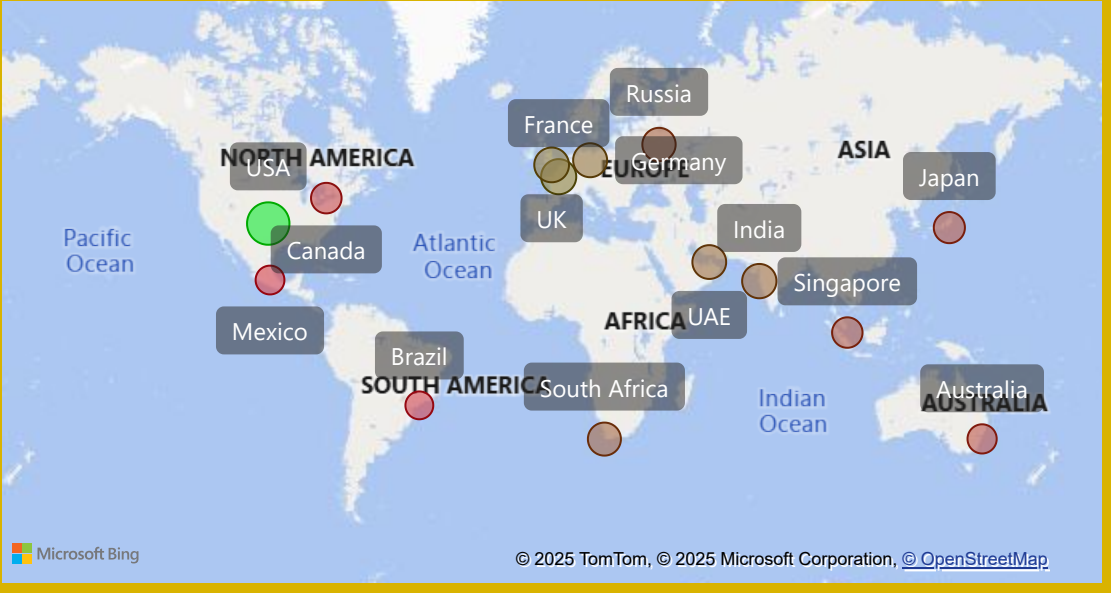 Russia
France
NORTH AMERICA
USA
Germany
EUROPE
ASIA
Japan
UK
India
Pacific
Ocean
Canada
Atlantic
Ocean
Singapore
Mexico
AFRICA
UAE
Brazil
SOUTH AMERICA
South Africa
Indian
Ocean
Australia
AUSTRALIA
Microsoft Bing
© 2025 TomTom, © 2025 Microsoft Corporation, © OpenStreetMap